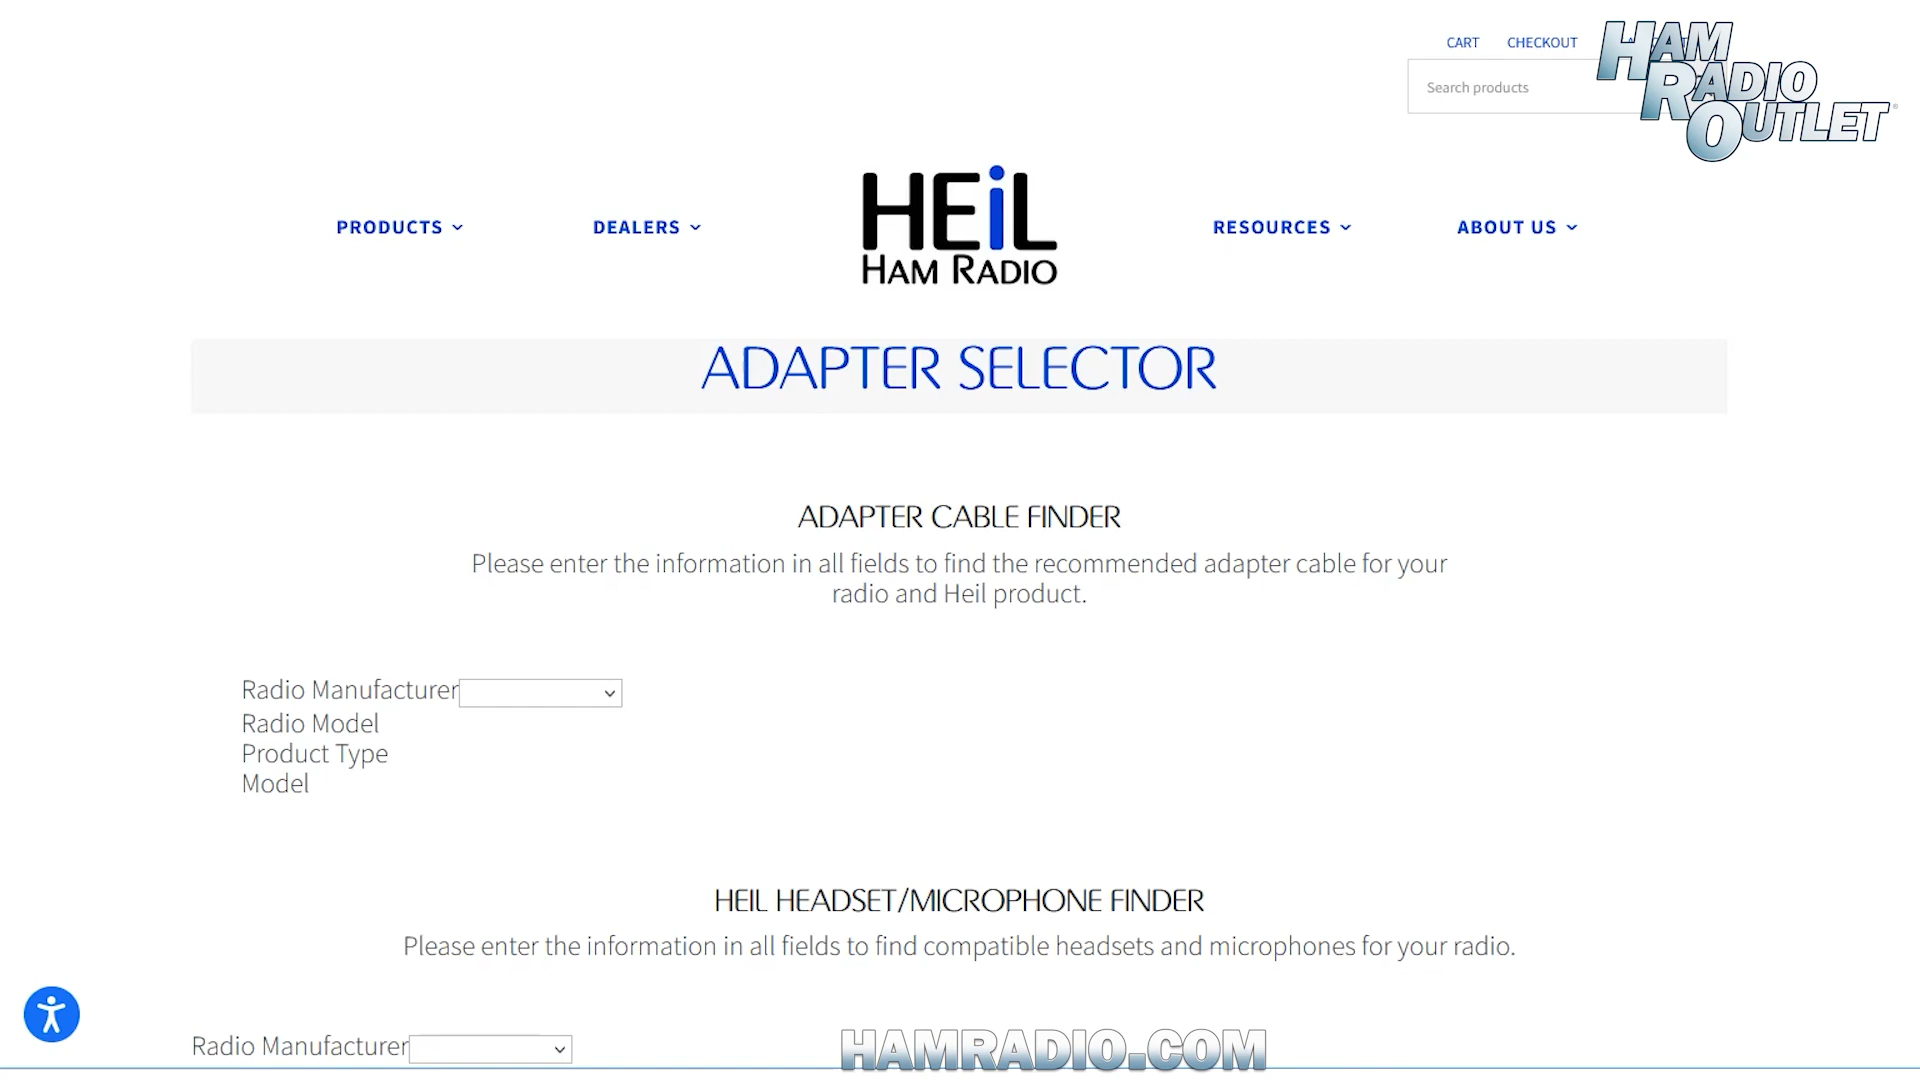 CART CHECKOUT
HAM RADIO OUTLET
Search products
PRODUCTS DEALERS HEiL HAM RADIO RESOURCES ABOUT US
ADAPTER SELECTOR
ADAPTER CABLE FINDER
Please enter the information in all fields to find the recommended adapter cable for your
radio and Heil product.
Radio Manufacturer
Radio Model
Product Type
Model
HEIL HEADSET/MICROPHONE FINDER
Please enter the information in all fields to find compatible headsets and microphones for your radio.
Radio Manufacturer
HAMRADIO.COM